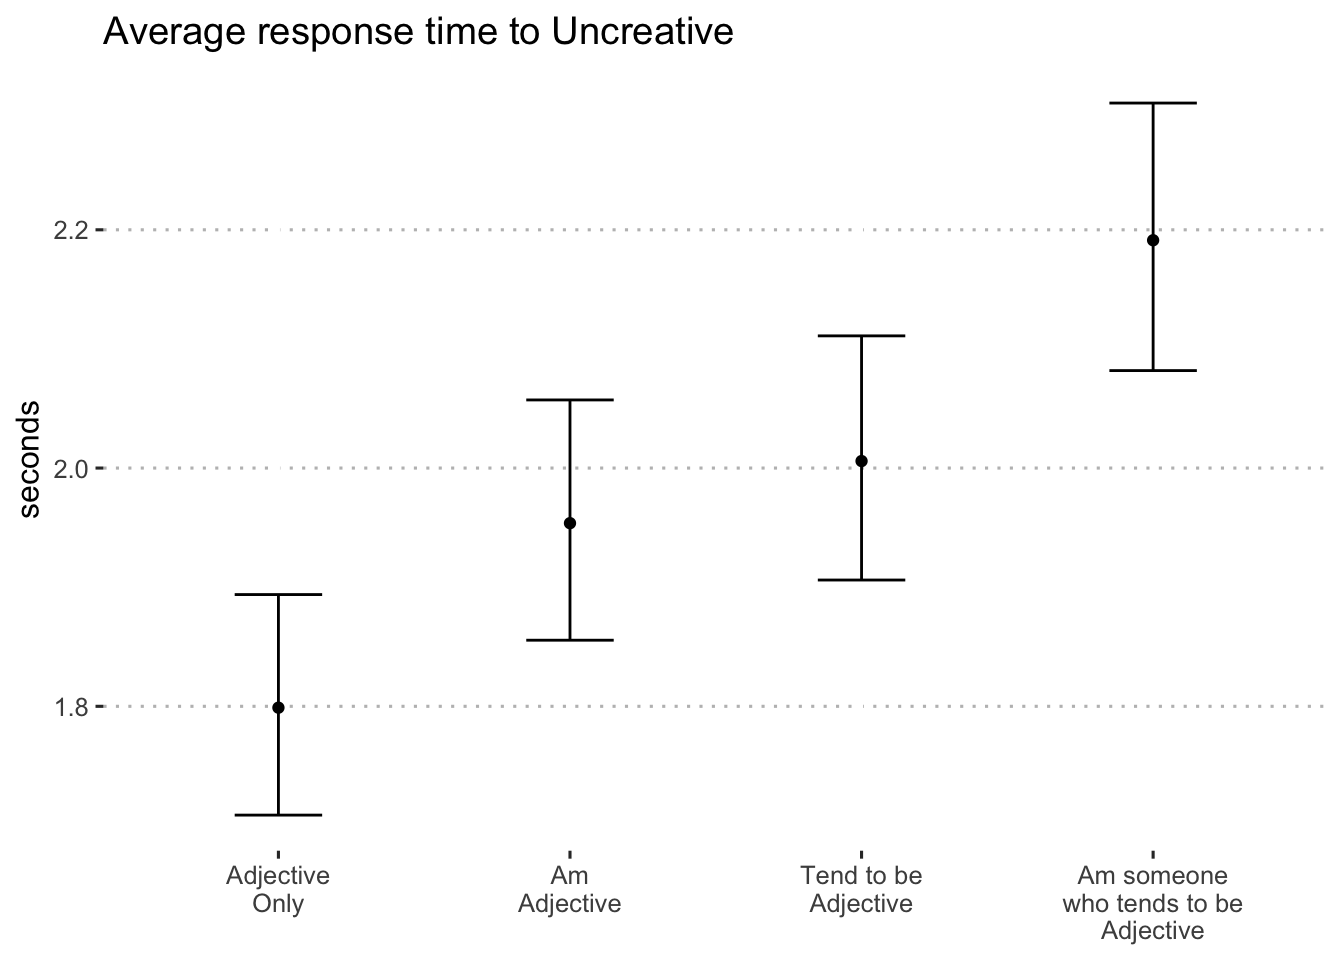 Average response time to Uncreative
seconds
2.2
2.0
1.8
Adjective
Only
Am
Adjective
Tend to be
Adjective
Am someone
who tends to be
Adjective